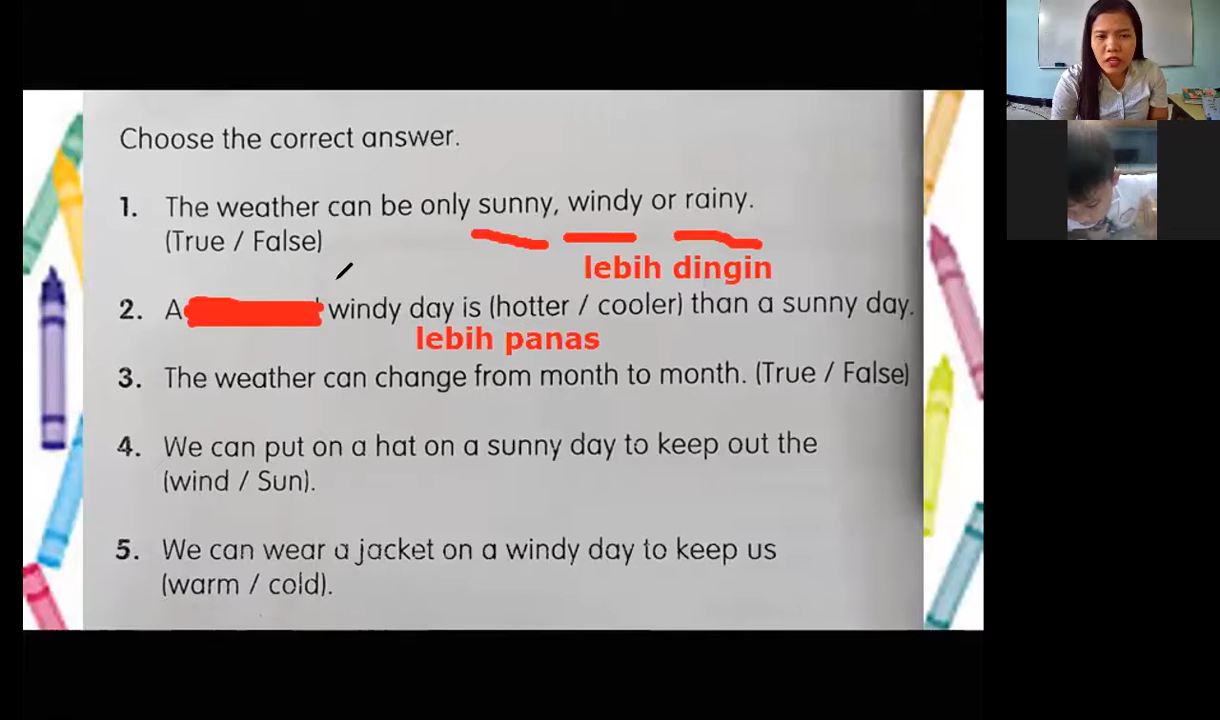 Choose the correct answer.
1. The weather can be only sunny, windy or rainy.
(True / False)
lebih dingin
2. A windy day is (hotter / cooler) than a sunny day.
lebih panas
3. The weather can change from month to month. (True / False)
4. We can put on a hat on a sunny day to keep out the
(wind / Sun).
5. We can wear a jacket on a windy day to keep us
(warm / cold).